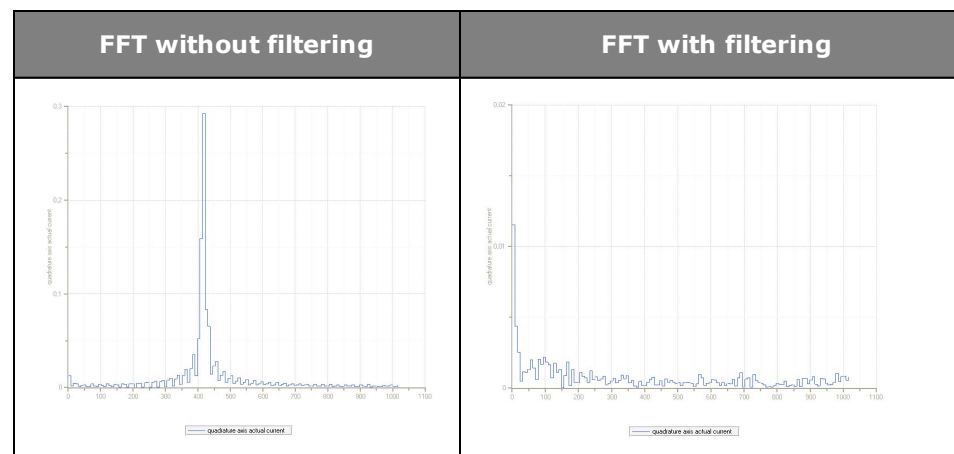 FFT without filtering
FFT with filtering
0,3
0,2
0,1
0
quadrature axis actual current
0 100 200 300 400 500 600 700 800 900 1000 1100
quadrature axis actual current
0,02
0,01
0
quadrature axis actual current
0 100 200 300 400 500 600 700 800 900 1000 1100
quadrature axis actual current